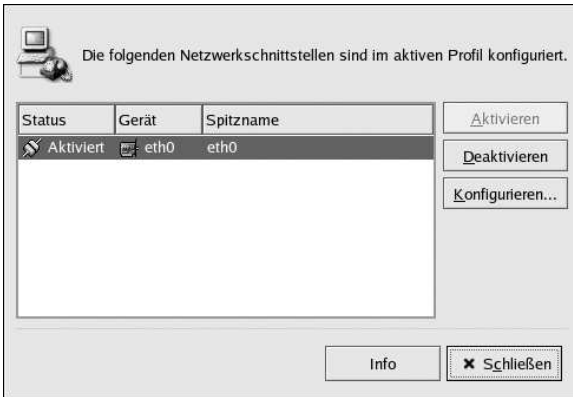 Die folgenden Netzwerkschnittstellen sind im aktiven Profil konfiguriert.
Status Gerät Spitzname
Aktiviert eth0 eth0
Aktivieren
Deaktivieren
Konfigurieren...
Info Schließen